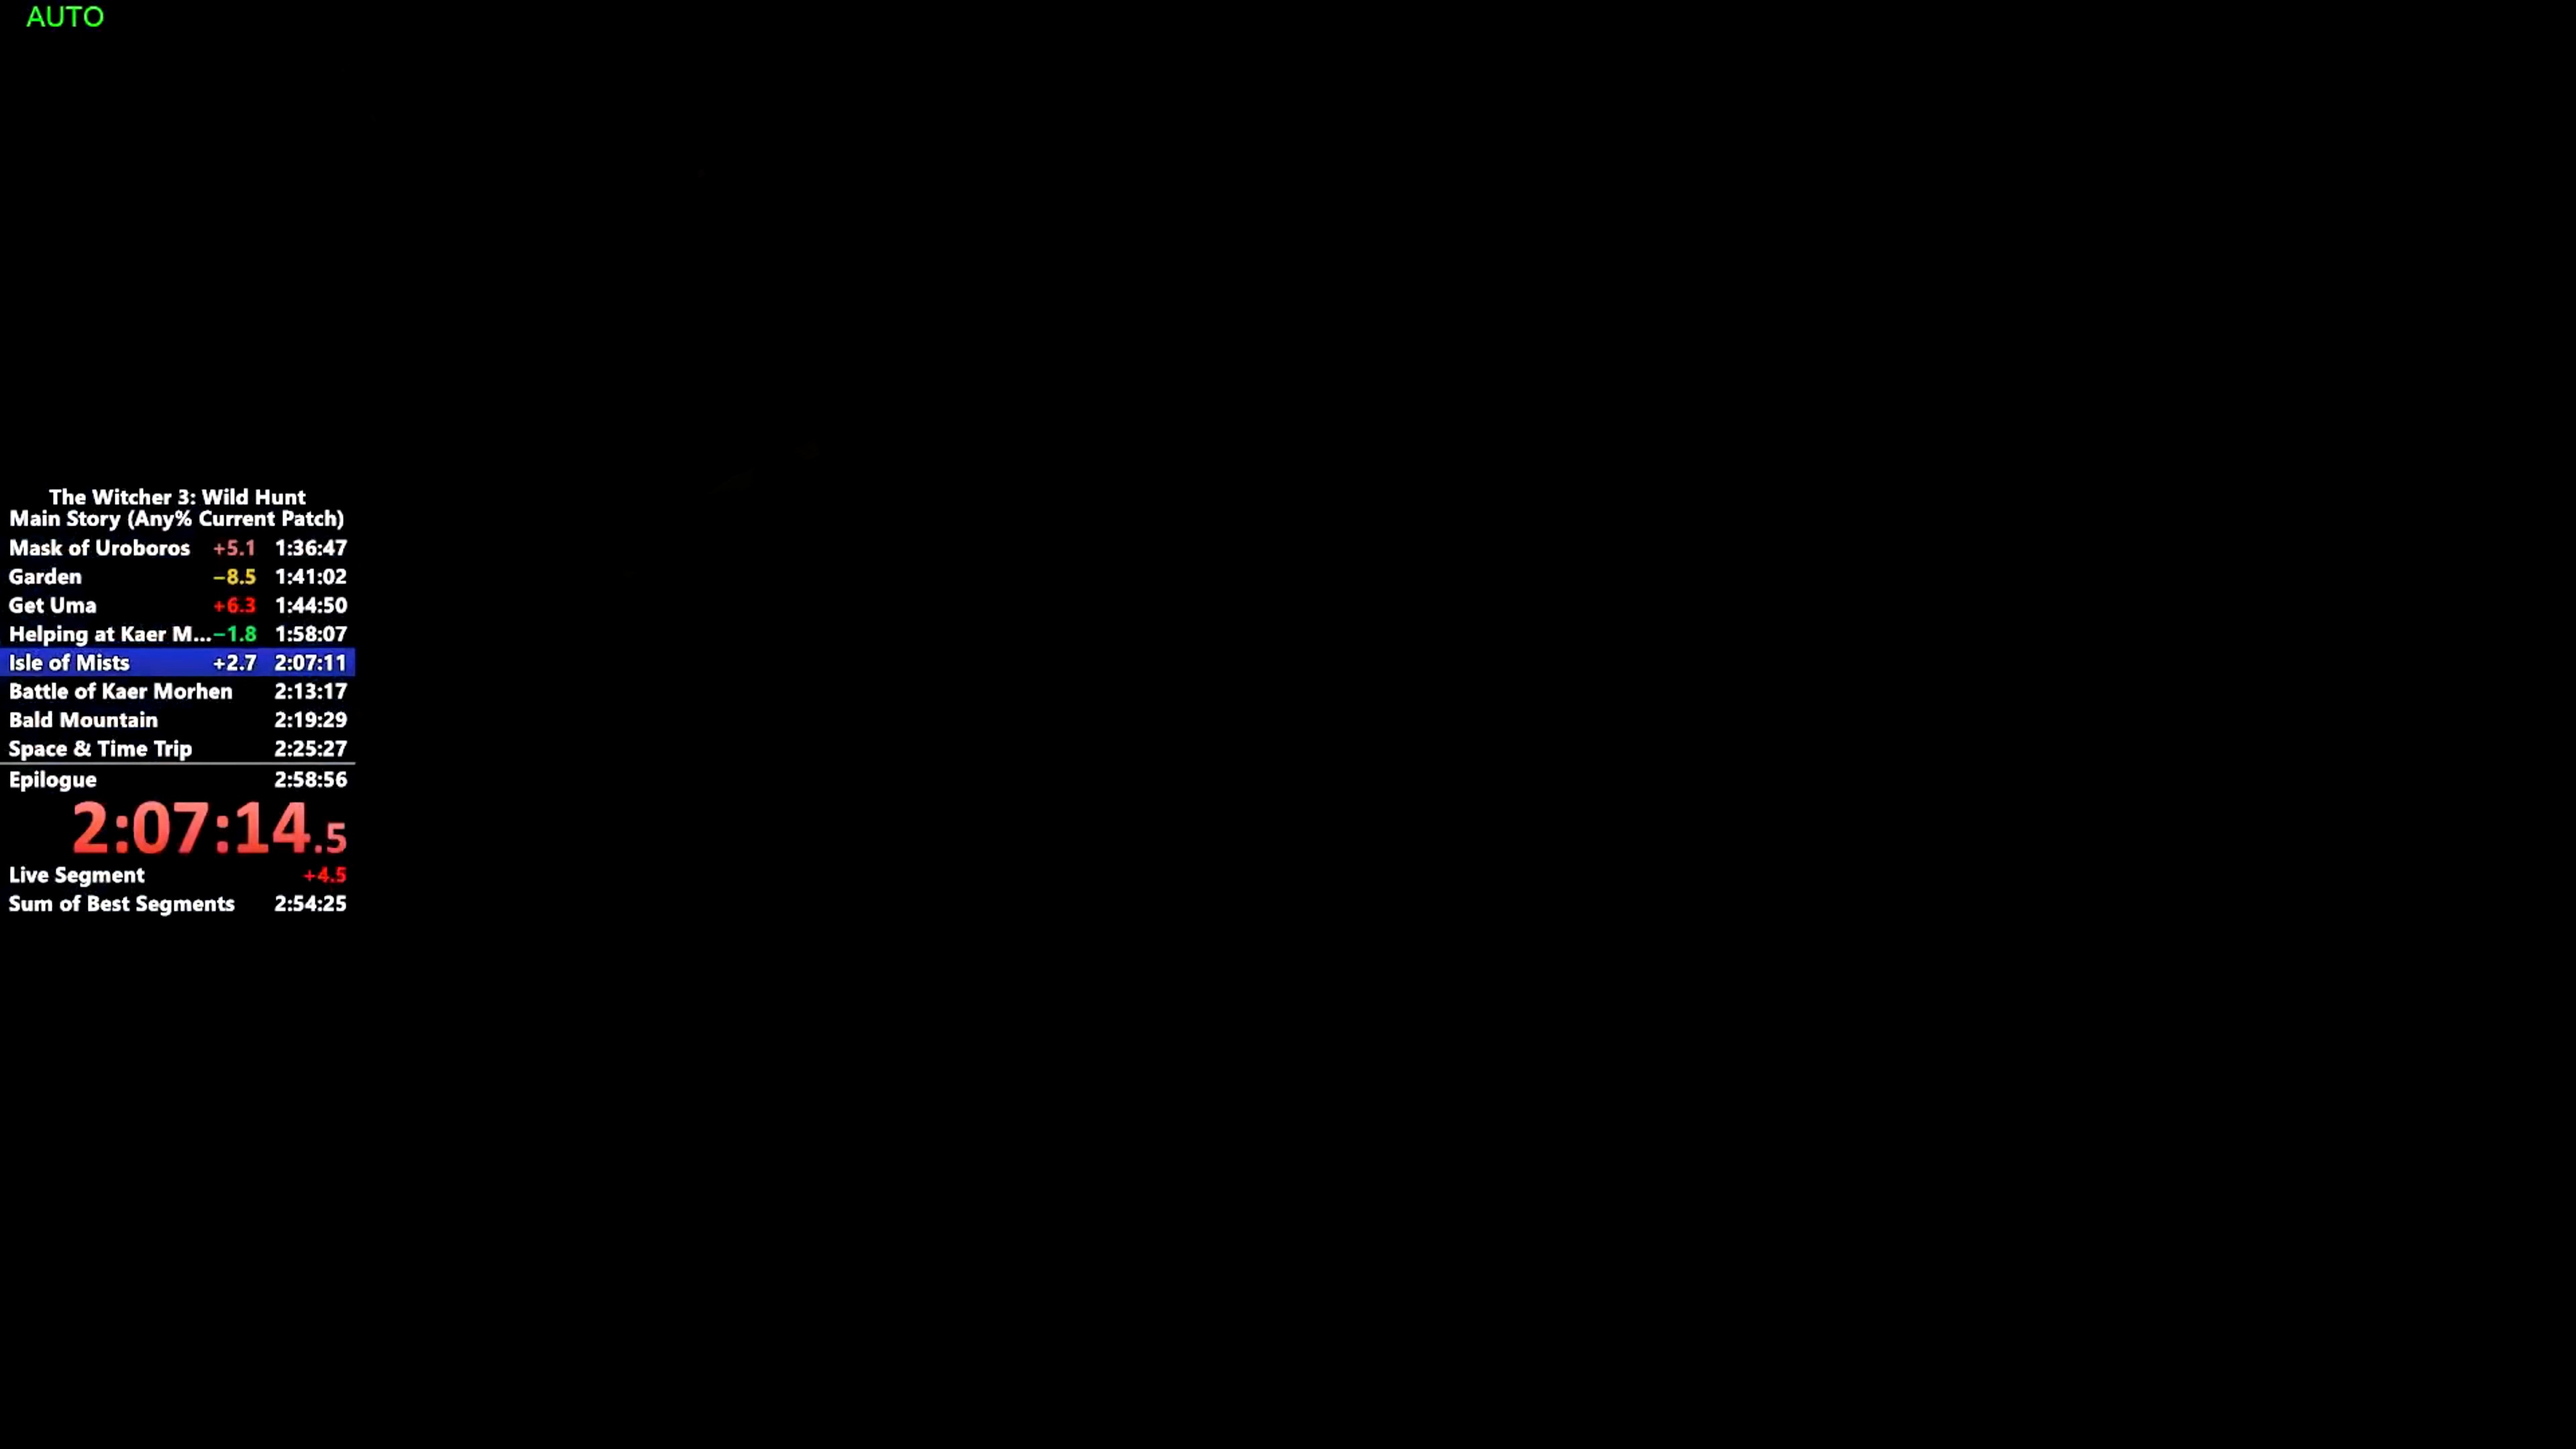 AUTO
The Witcher 3: Wild Hunt
Main Story (Any% Current Patch)
Mask of Uroboros +5.1 1:36:47
Garden −8.5 1:41:02
Get Uma +6.3 1:44:50
Helping at Kaer M... −1.8 1:58:07
Isle of Mists +2.7 2:07:11
Battle of Kaer Morhen 2:13:17
Bald Mountain 2:19:29
Space & Time Trip 2:25:27
Epilogue 2:58:56
2:07:14.5
Live Segment +4.5
Sum of Best Segments 2:54:25